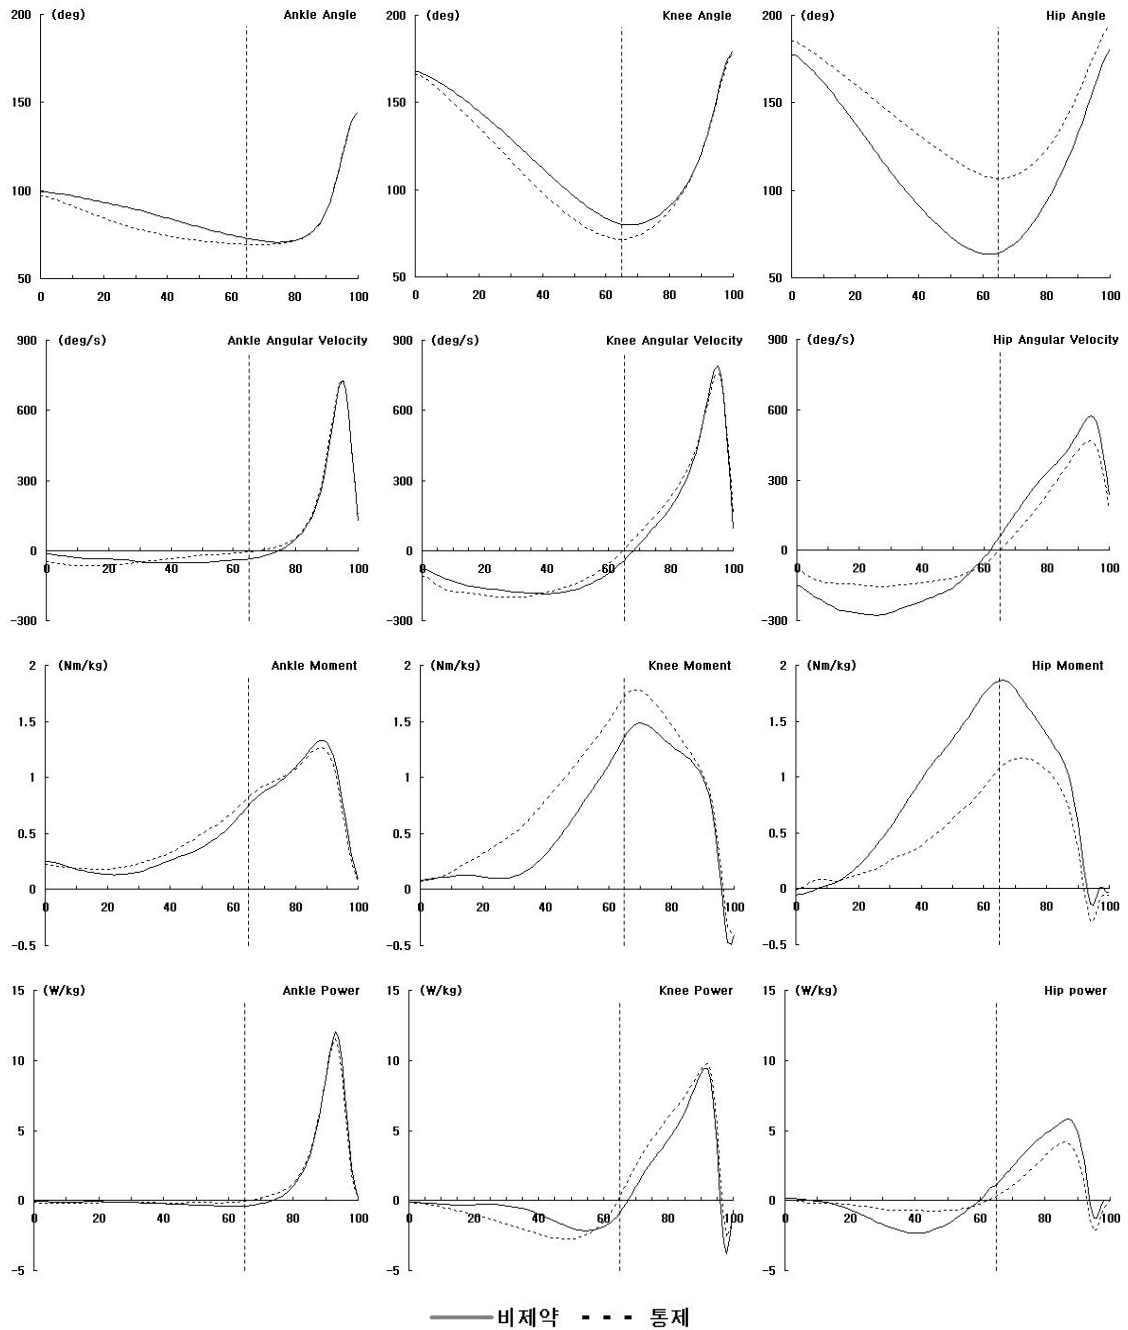 (deg) Ankle Angle
200
150
100
50
0 20 40 60 80 100
(deg) Knee Angle
200
150
100
50
0 20 40 60 80 100
(deg) Hip Angle
200
150
100
50
0 20 40 60 80 100
(deg/s) Ankle Angular Velocity
900
600
300
0
-300
0 20 40 60 80 100
(deg/s) Knee Angular Velocity
900
600
300
0
-300
0 20 40 60 80 100
(deg/s) Hip Angular Velocity
900
600
300
0
-300
0 20 40 60 80 100
(Nm/kg) Ankle Moment
2
1.5
1
0.5
0
-0.5
0 20 40 60 80 100
(Nm/kg) Knee Moment
2
1.5
1
0.5
0
-0.5
0 20 40 60 80 100
(Nm/kg) Hip Moment
2
1.5
1
0.5
0
-0.5
0 20 40 60 80 100
(W/kg) Ankle Power
15
10
5
0
-5
0 20 40 60 80 100
(W/kg) Knee Power
15
10
5
0
-5
0 20 40 60 80 100
(W/kg) Hip power
15
10
5
0
-5
0 20 40 60 80 100
비제약 통제